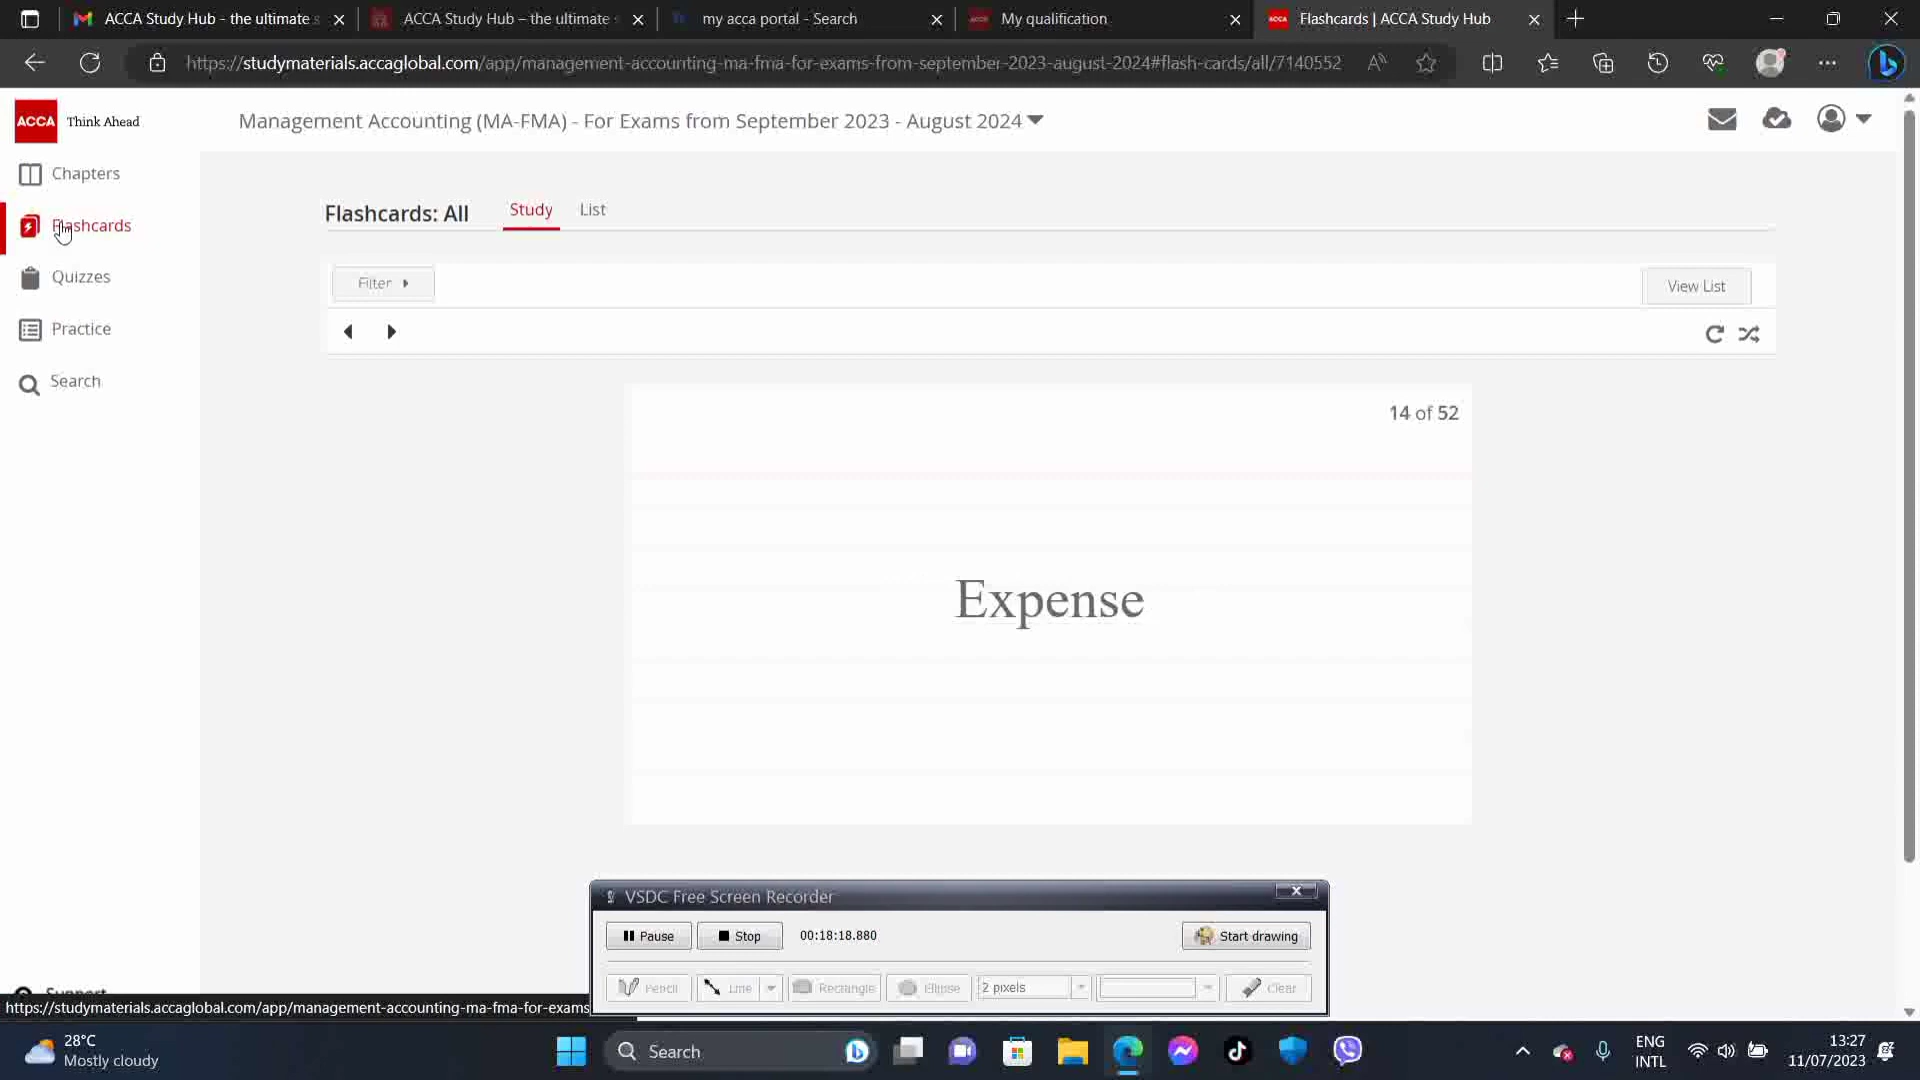 ACCA Study Hub - the ultimate s
ACCA Study Hub – the ultimate
my acca portal - Search
My qualification
Flashcards | ACCA Study Hub
https://studymaterials.accaglobal.com/app/management-accounting-ma-fma-for-exams-from-september-2023-august-2024#flash-cards/all/7140552
ACCA Think Ahead
Management Accounting (MA-FMA) - For Exams from September 2023 - August 2024
Chapters
Flashcards
Quizzes
Practice
Search
Flashcards: All
Study
List
Filter
View List
14 of 52
Expense
VSDC Free Screen Recorder
Pause
Stop
00:18:18.880
Start drawing
Pencil
Line
Rectangle
Ellipse
2 pixels
Clear
Support
https://studymaterials.accaglobal.com/app/management-accounting-ma-fma-for-exams
28°C
Mostly cloudy
Search
ENG
INTL
13:27
11/07/2023